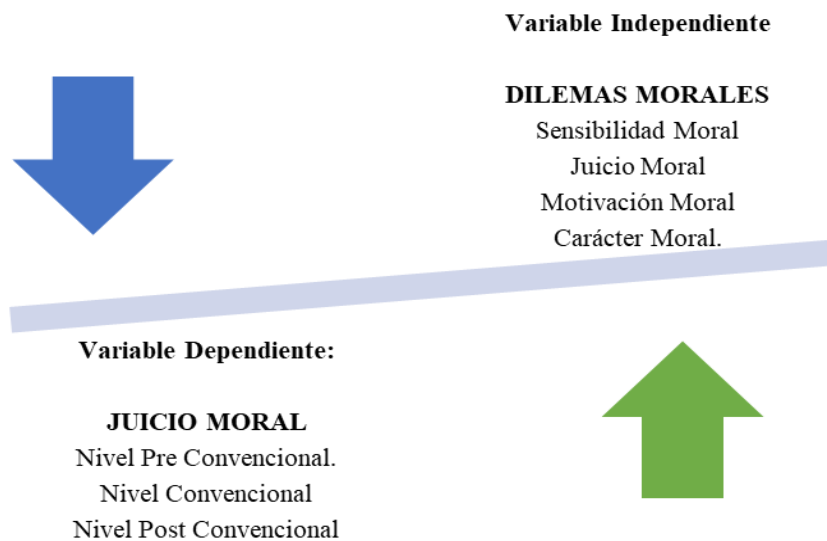 Variable Independiente
DILEMAS MORALES
Sensibilidad Moral
Juicio Moral
Motivación Moral
Carácter Moral.
Variable Dependiente:
JUICIO MORAL
Nivel Pre Convencional.
Nivel Convencional
Nivel Post Convencional